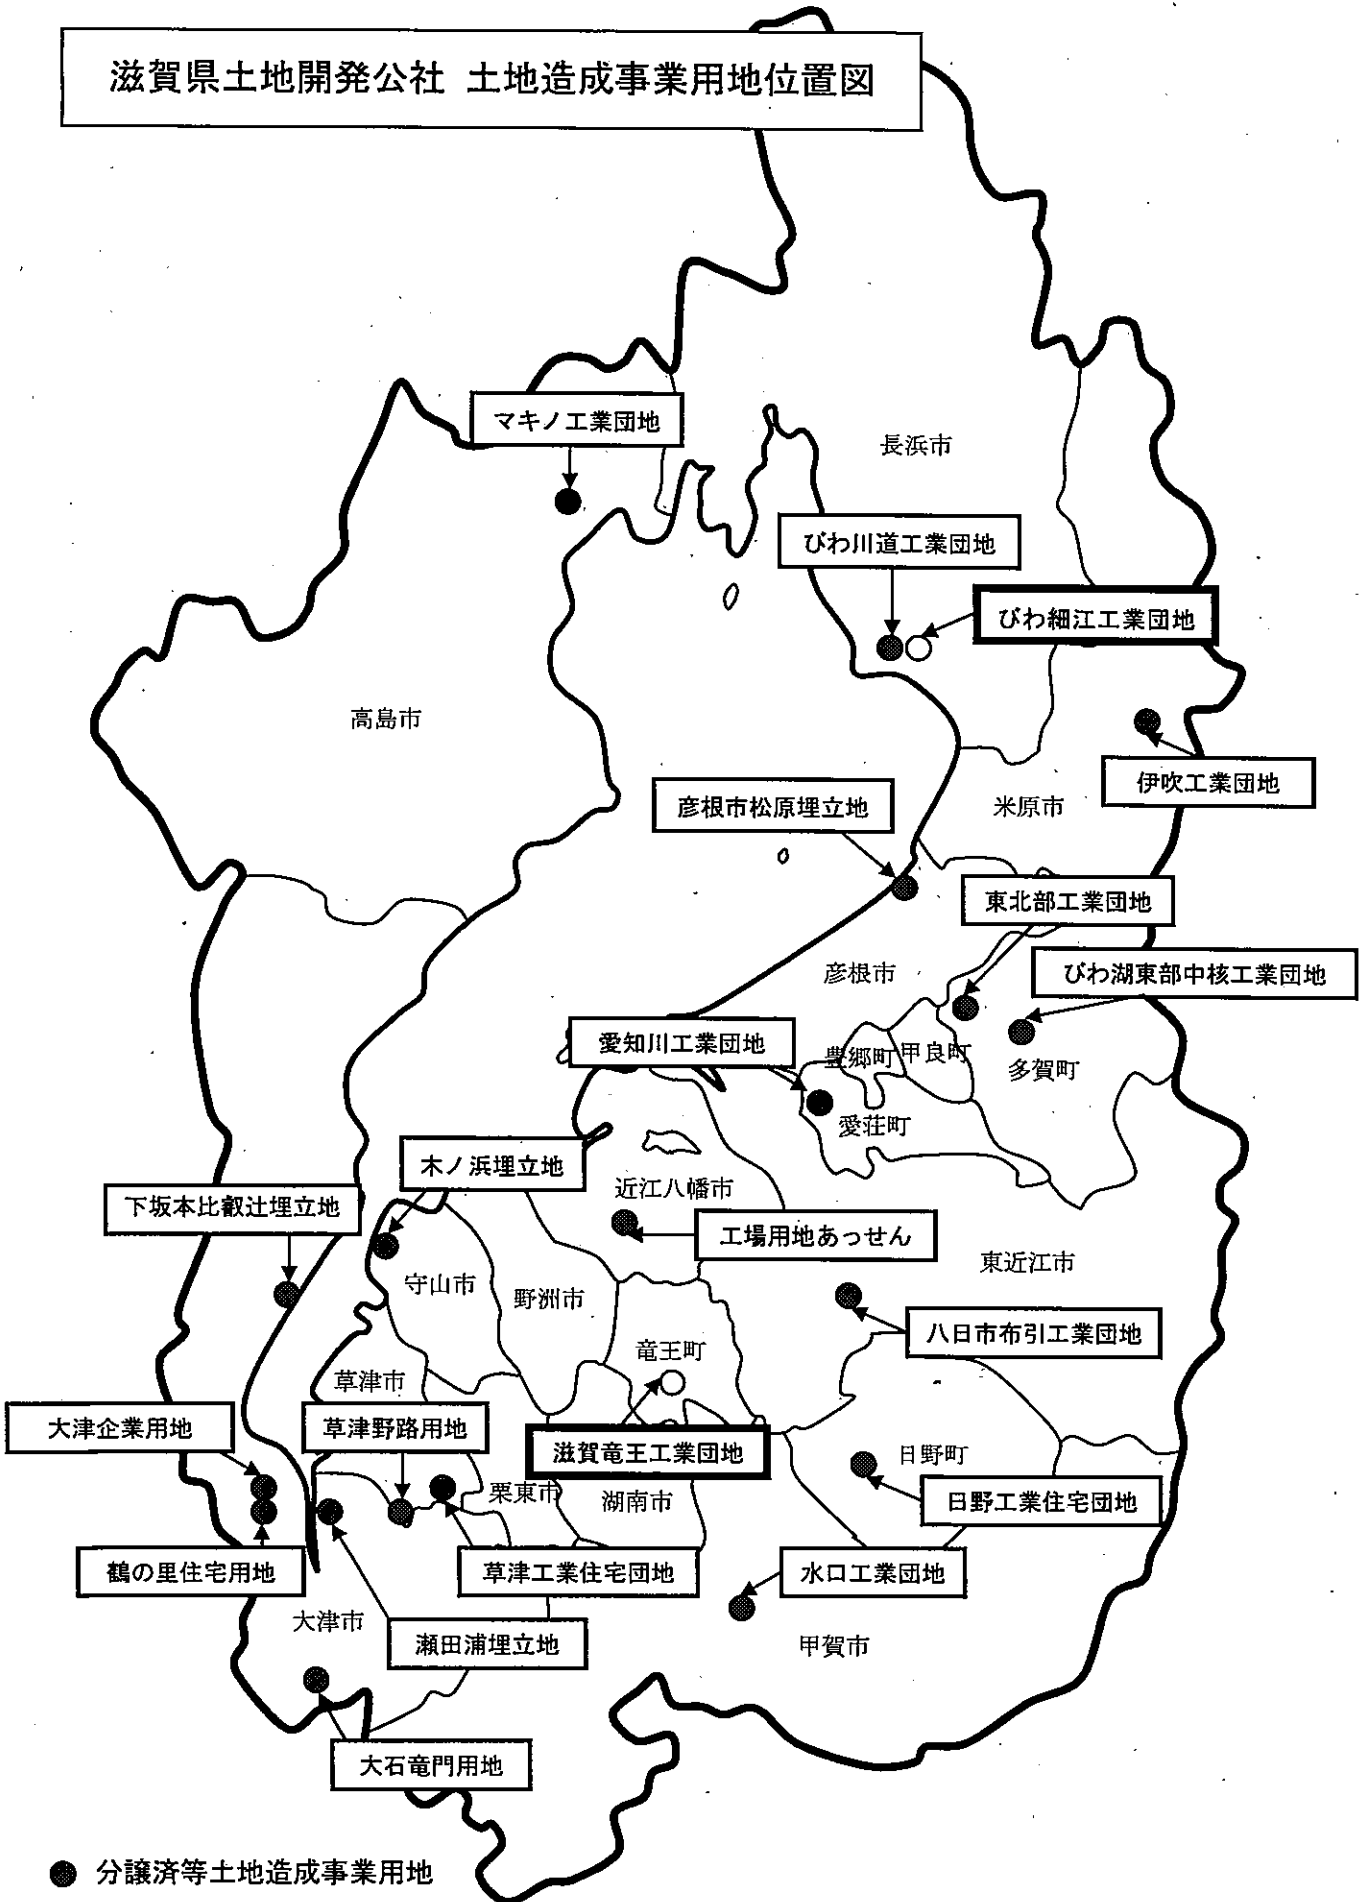 滋賀県土地開発公社 土地造成事業用地位置図
マキノ工業団地
長浜市
びわ川道工業団地
びわ細江工業団地
高島市
伊吹工業団地
彦根市松原埋立地
米原市
東北部工業団地
彦根市
びわ湖東部中核工業団地
愛知川工業団地
豊郷町
甲良町
多賀町
愛荘町
木ノ浜埋立地
近江八幡市
下坂本比叡辻埋立地
工場用地あっせん
東近江市
守山市
野洲市
八日市布引工業団地
竜王町
草津市
大津企業用地
草津野路用地
滋賀竜王工業団地
日野町
栗東市
湖南市
日野工業住宅団地
鶴の里住宅用地
草津工業住宅団地
水口工業団地
大津市
瀬田浦埋立地
甲賀市
大石竜門用地
分譲済等土地造成事業用地